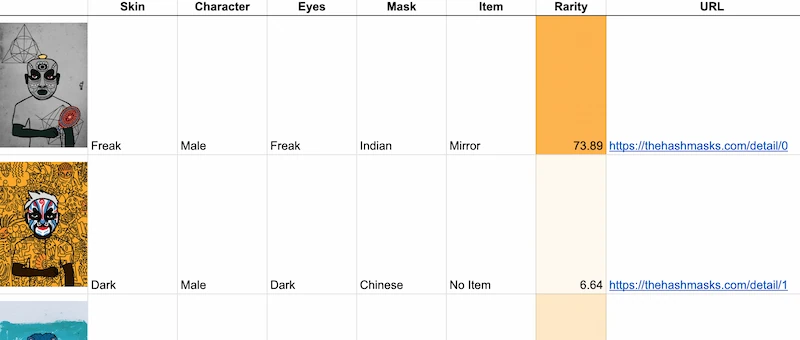 Skin Character Eyes Mask Item Rarity URL
Freak Male Freak Indian Mirror 73.89 https://thehashmasks.com/detail/0
Dark Male Dark Chinese No Item 6.64 https://thehashmasks.com/detail/1